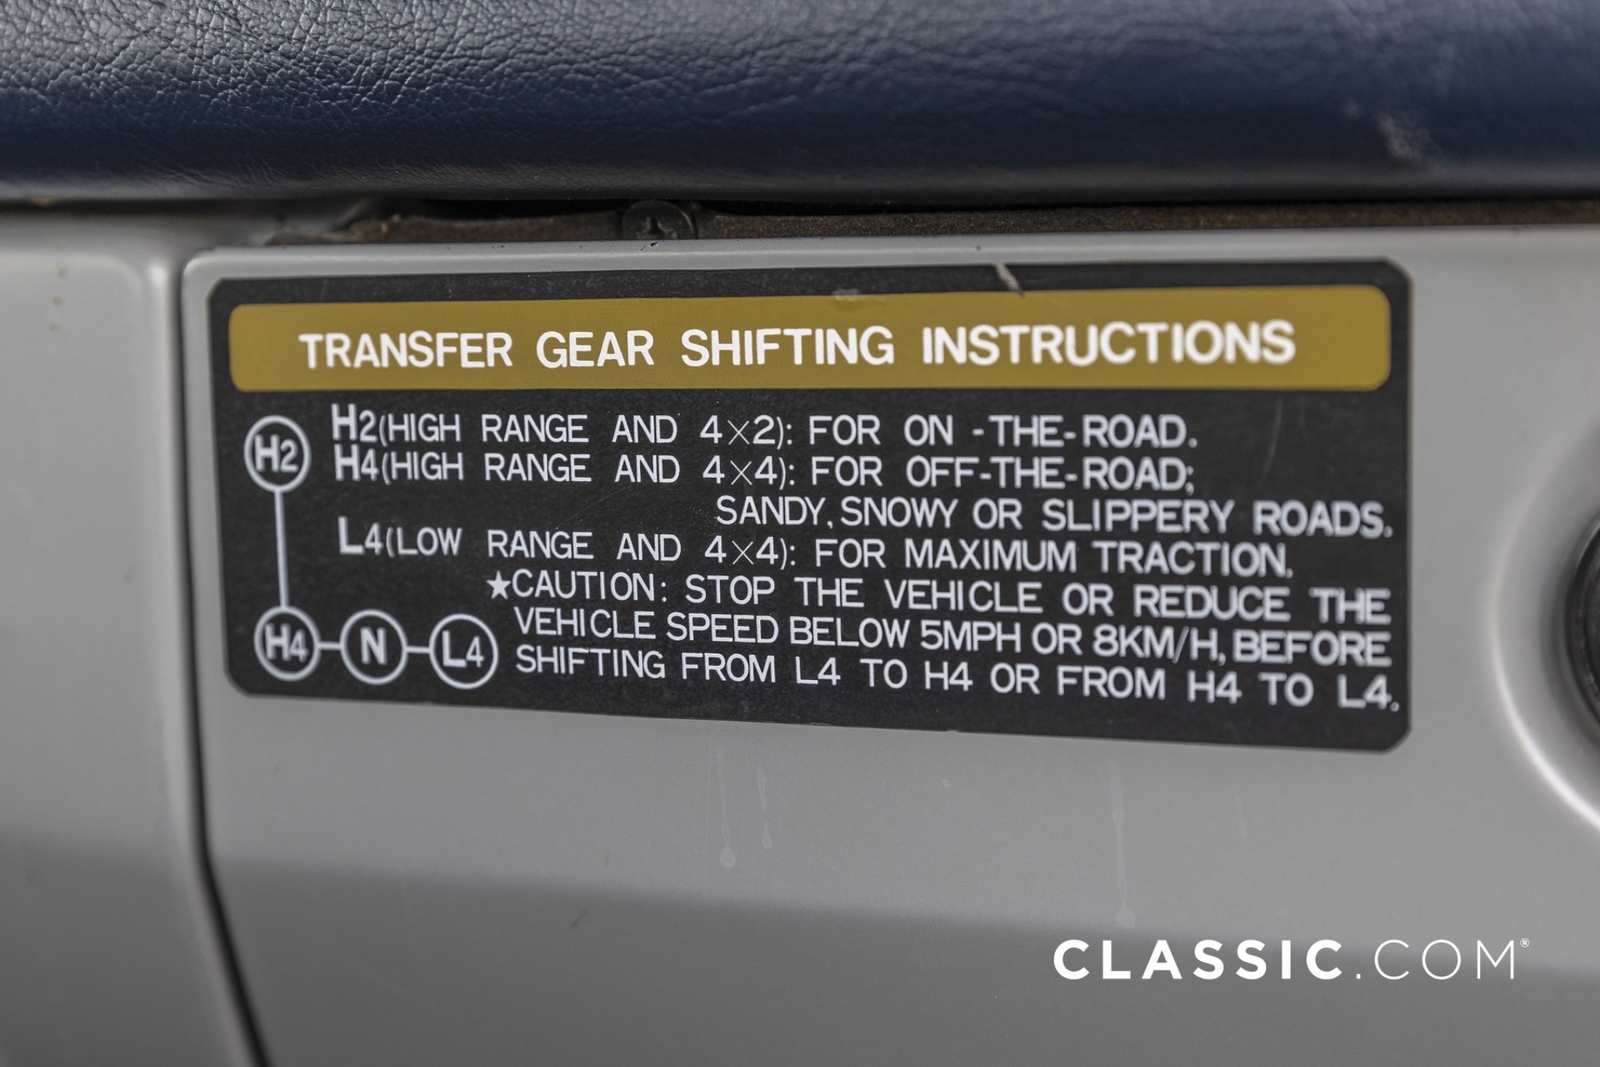 TRANSFER GEAR SHIFTING INSTRUCTIONS
H2 H2(HIGH RANGE AND 4×2): FOR ON -THE-ROAD.
H4(HIGH RANGE AND 4×4): FOR OFF-THE-ROAD;
SANDY, SNOWY OR SLIPPERY ROADS.
L4(LOW RANGE AND 4×4): FOR MAXIMUM TRACTION.
★CAUTION: STOP THE VEHICLE OR REDUCE THE
VEHICLE SPEED BELOW 5MPH OR 8KM/H, BEFORE
SHIFTING FROM L4 TO H4 OR FROM H4 TO L4.
H4 N L4
CLASSIC.COM®